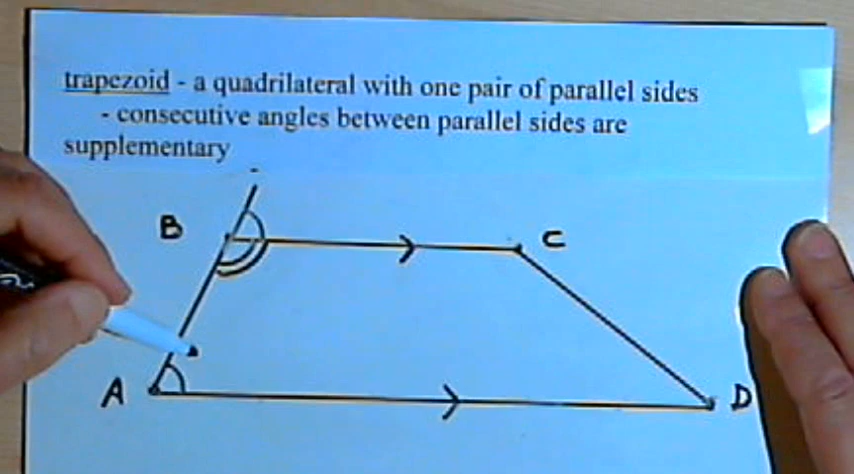 trapezoid - a quadrilateral with one pair of parallel sides
- consecutive angles between parallel sides are
supplementary
B
C
A
D